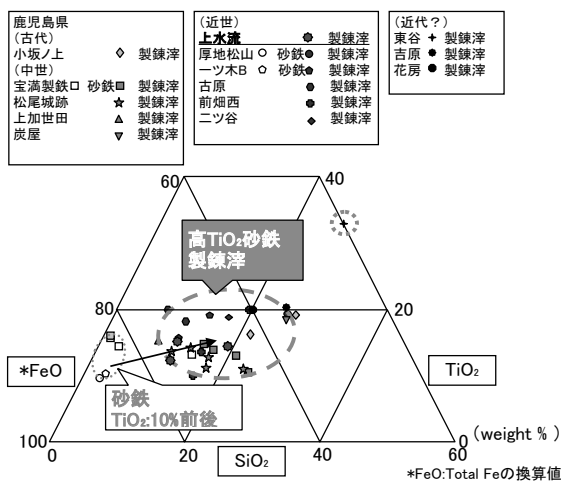 鹿児島県
(古代)
小坂ノ上 製錬滓
(中世)
宝満製鉄 砂鉄 製錬滓
松尾城跡 製錬滓
上加世田 製錬滓
炭屋 製錬滓
(近世)
上水流 製錬滓
厚地松山 砂鉄 製錬滓
一ツ木B 砂鉄 製錬滓
古原 製錬滓
前畑西 製錬滓
二ツ谷 製錬滓
(近代?)
東谷 製錬滓
吉原 製錬滓
花房 製錬滓
60
40
高TiO₂砂鉄
製錬滓
80
20
*FeO
TiO₂
砂鉄
TiO₂:10%前後
100
0
20
SiO₂
40
60
0
(weight %)
*FeO:Total Feの換算値